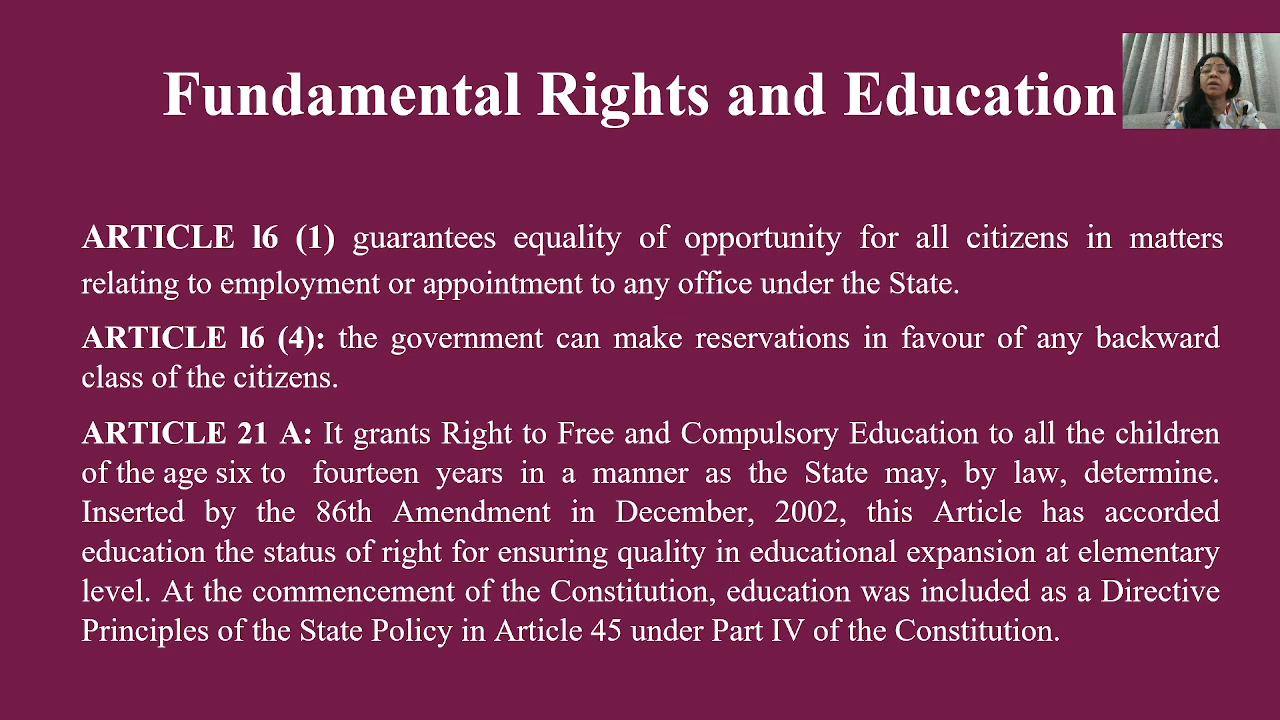 Fundamental Rights and Education
ARTICLE l6 (1) guarantees equality of opportunity for all citizens in matters
relating to employment or appointment to any office under the State.
ARTICLE l6 (4): the government can make reservations in favour of any backward
class of the citizens.
ARTICLE 21 A: It grants Right to Free and Compulsory Education to all the children
of the age six to fourteen years in a manner as the State may, by law, determine.
Inserted by the 86th Amendment in December, 2002, this Article has accorded
education the status of right for ensuring quality in educational expansion at elementary
level. At the commencement of the Constitution, education was included as a Directive
Principles of the State Policy in Article 45 under Part IV of the Constitution.